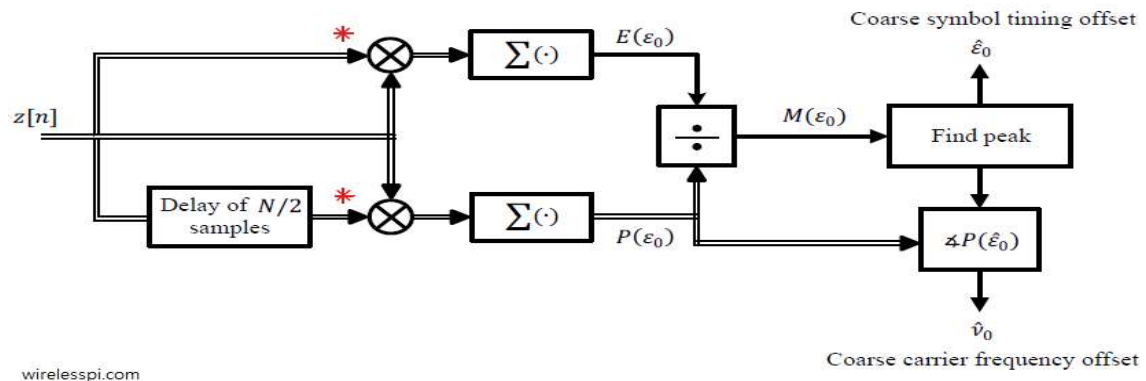 Coarse symbol timing offset
ε̂₀
*
∑(·)
E(ε₀)
z[n]
÷
M(ε₀)
Find peak
Delay of N/2
samples
*
∑(·)
P(ε₀)
∡P(ε̂₀)
ν̂₀
Coarse carrier frequency offset
wirelesspi.com